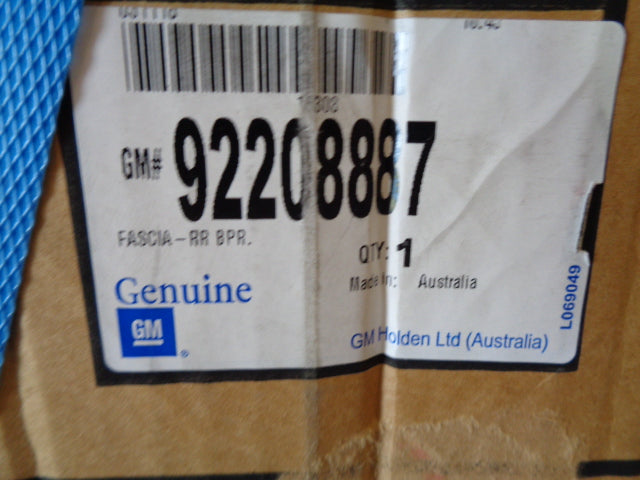 GM# 92208887
FASCIA-RR BPR.
QTY: 1
Made In: Australia
Genuine
GM ®
GM Holden Ltd (Australia)
L069049